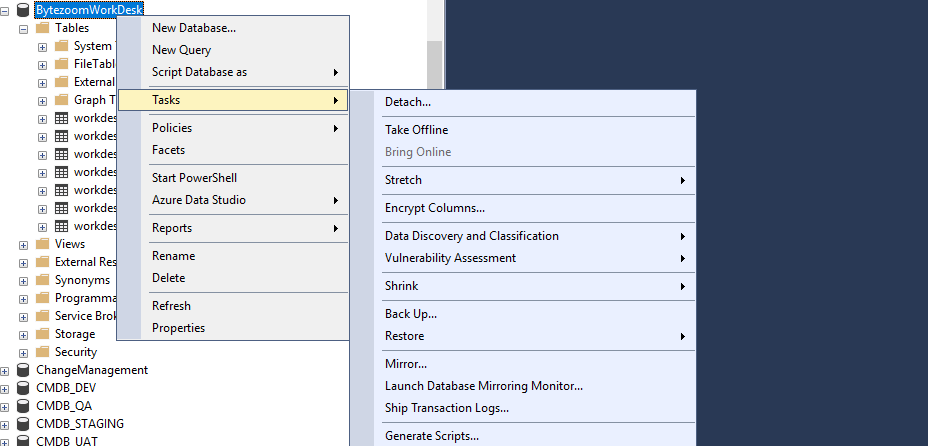 BytezoomWorkDesk
Tables
System
FileTabl
External
Graph T
workdes
workdes
workdes
workdes
workdes
workdes
workdes
Views
External Res
Synonyms
Programma
Service Brok
Storage
Security
ChangeManagement
CMDB_DEV
CMDB_QA
CMDB_STAGING
CMDB_UAT
New Database...
New Query
Script Database as
Tasks
Policies
Facets
Start PowerShell
Azure Data Studio
Reports
Rename
Delete
Refresh
Properties
Detach...
Take Offline
Bring Online
Stretch
Encrypt Columns...
Data Discovery and Classification
Vulnerability Assessment
Shrink
Back Up...
Restore
Mirror...
Launch Database Mirroring Monitor...
Ship Transaction Logs...
Generate Scripts...